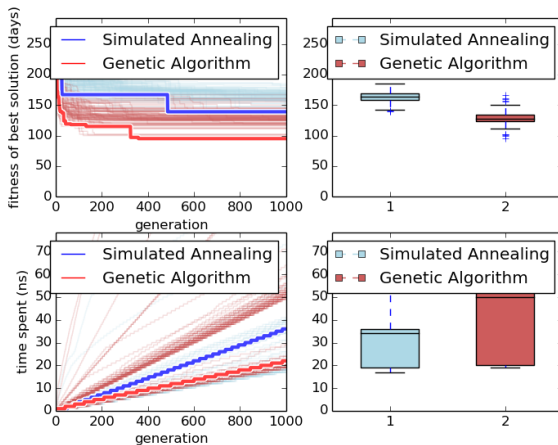 fitness of best solution (days)
250
200
150
100
50
0
Simulated Annealing
Genetic Algorithm
0 200 400 600 800 1000
generation
250
200
150
100
50
0
Simulated Annealing
Genetic Algorithm
1 2
time spent (ns)
70
60
50
40
30
20
10
0
Simulated Annealing
Genetic Algorithm
0 200 400 600 800 1000
generation
70
60
50
40
30
20
10
0
Simulated Annealing
Genetic Algorithm
1 2